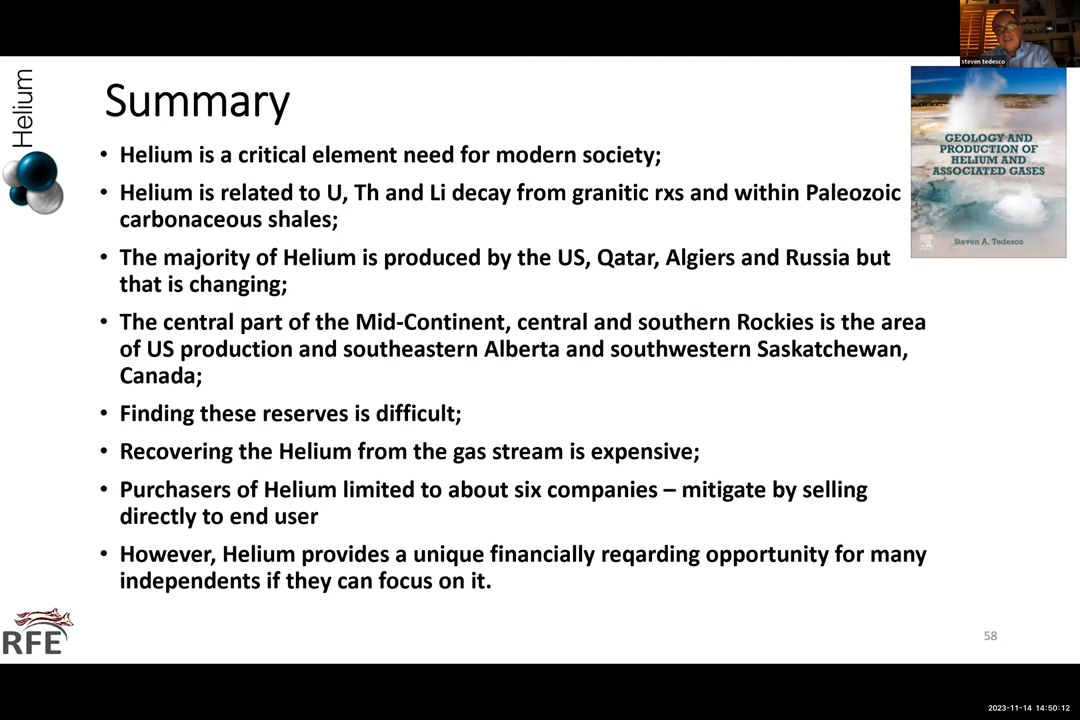 steven tedesco
Helium
Summary
• Helium is a critical element need for modern society;
• Helium is related to U, Th and Li decay from granitic rxs and within Paleozoic
carbonaceous shales;
• The majority of Helium is produced by the US, Qatar, Algiers and Russia but
that is changing;
• The central part of the Mid-Continent, central and southern Rockies is the area
of US production and southeastern Alberta and southwestern Saskatchewan,
Canada;
• Finding these reserves is difficult;
• Recovering the Helium from the gas stream is expensive;
• Purchasers of Helium limited to about six companies – mitigate by selling
directly to end user
• However, Helium provides a unique financially reqarding opportunity for many
independents if they can focus on it.
GEOLOGY AND
PRODUCTION OF
HELIUM AND
ASSOCIATED GASES
Steven A. Tedesco
RFE
58
2023-11-14 14:50:12